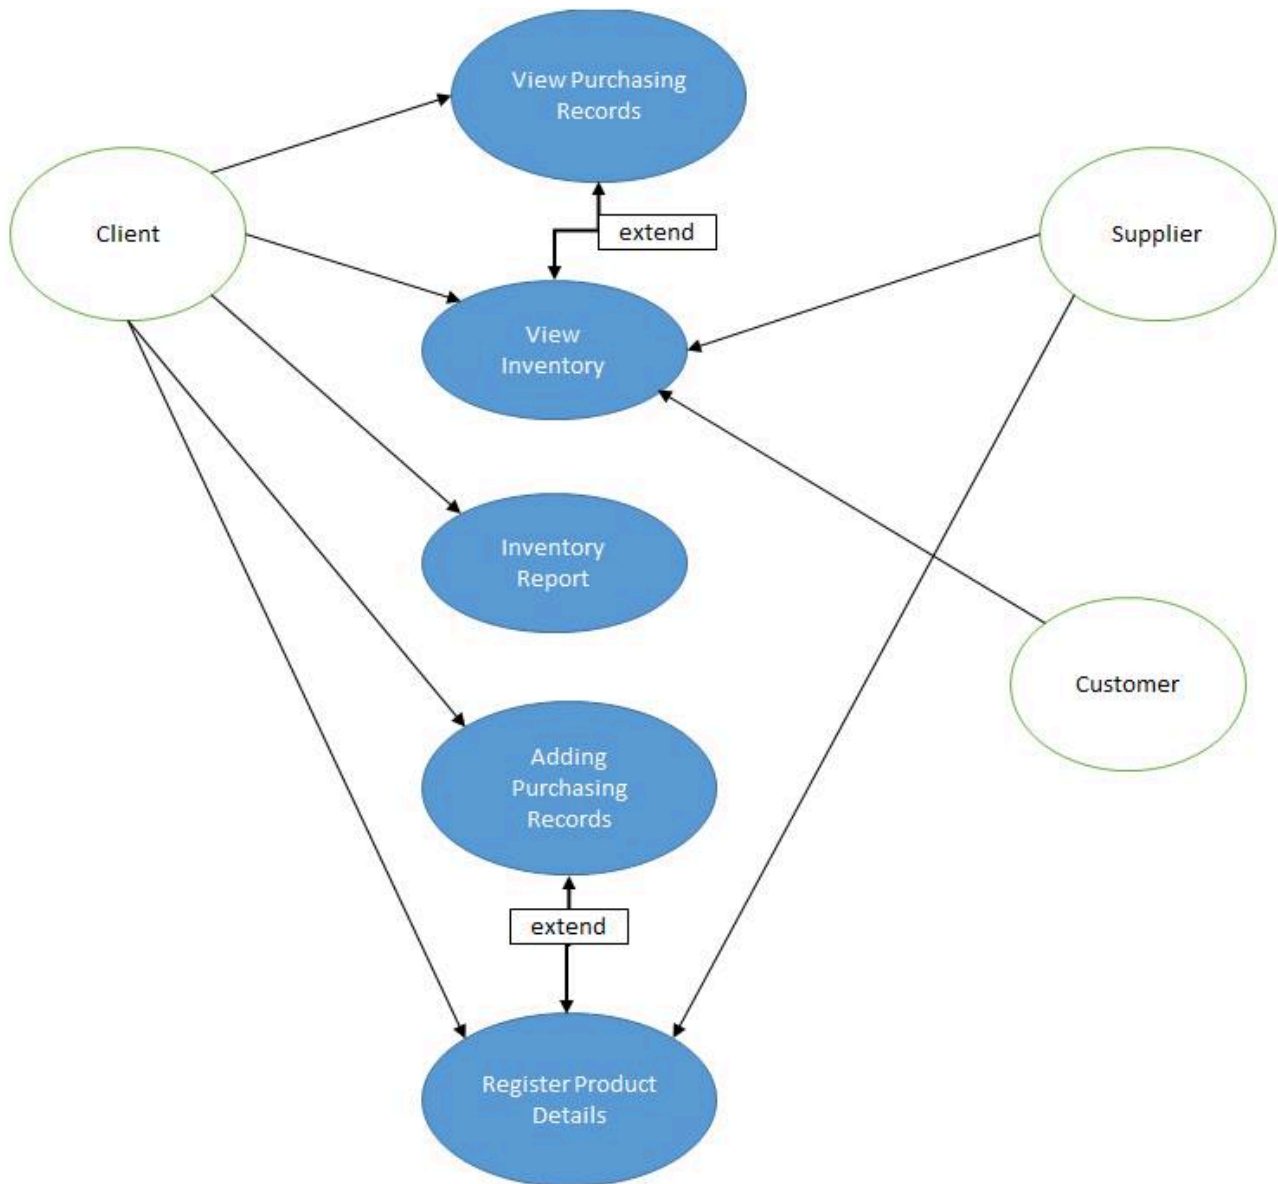 View Purchasing
Records
Client
extend
Supplier
View
Inventory
Inventory
Report
Customer
Adding
Purchasing
Records
extend
Register Product
Details